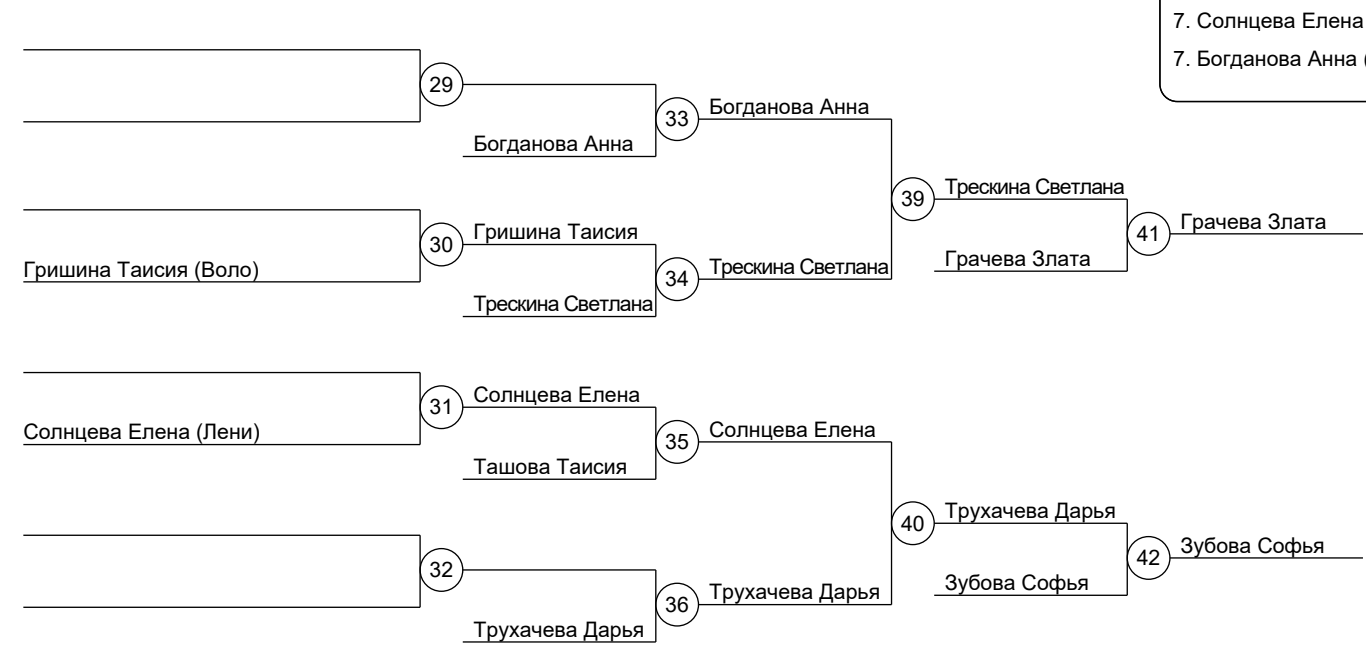 7. Солнцева Елена
7. Богданова Анна (
29
Богданова Анна
33
Богданова Анна
Гришина Таисия (Воло)
30
Гришина Таисия
Трескина Светлана
34
Трескина Светлана
39
Трескина Светлана
Грачева Злата
41
Грачева Злата
Солнцева Елена (Лени)
31
Солнцева Елена
Ташова Таисия
35
Солнцева Елена
32
Трухачева Дарья
36
Трухачева Дарья
40
Трухачева Дарья
Зубова Софья
42
Зубова Софья